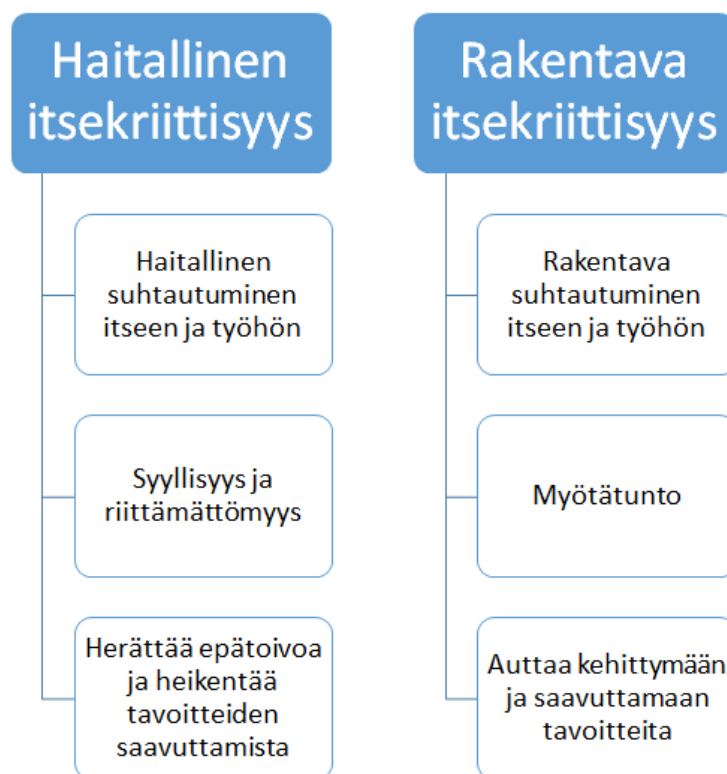 Haitallinen
itsekriittisyys
Haitallinen
suhtautuminen
itseen ja työhön
Syyllisyys ja
riittämättömyys
Herättää epätoivoa
ja heikentää
tavoitteiden
saavuttamista
Rakentava
itsekriittisyys
Rakentava
suhtautuminen
itseen ja työhön
Myötätunto
Auttaa kehittymään
ja saavuttamaan
tavoitteita